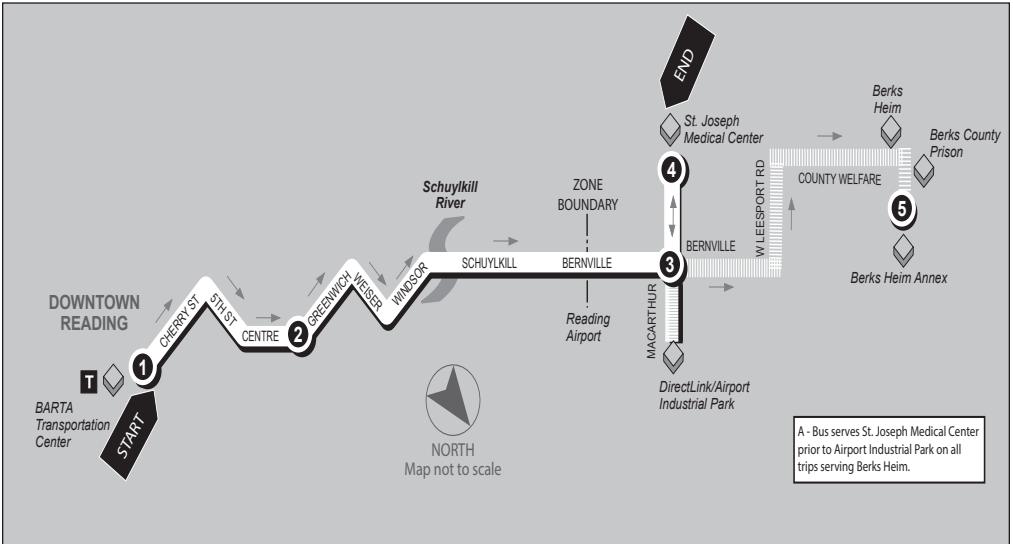 DOWNTOWN
READING
T
BARTA
Transportation
Center
START
1
CHERRY ST
5TH ST
CENTRE
2
GREENWICH
WEISER
WINDSOR
Schuylkill
River
SCHUYLKILL
ZONE
BOUNDARY
BERNVILLE
Reading
Airport
END
St. Joseph
Medical Center
4
3
MACARTHUR
DirectLink/Airport
Industrial Park
BERNVILLE
W LEESPORT RD
COUNTY WELFARE
Berks
Heim
Berks County
Prison
5
Berks Heim Annex
NORTH
Map not to scale
A - Bus serves St. Joseph Medical Center
prior to Airport Industrial Park on all
trips serving Berks Heim.